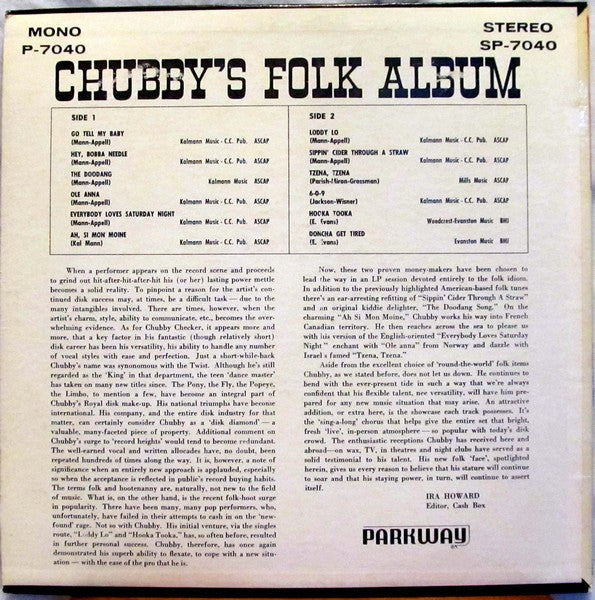 MONO
P-7040
STEREO
SP-7040
CHUBBY'S FOLK ALBUM
SIDE 1
GO TELL MY BABY
(Mann-Appell) Kalmann Music - C.C. Pub. ASCAP
HEY, BOBBA NEEDLE
(Mann-Appell) Kalmann Music - C.C. Pub. ASCAP
THE DOODANG
(Mann-Appell) Kalmann Music ASCAP
OLE ANNA
(Mann-Appell) Kalmann Music - C.C. Pub. ASCAP
EVERYBODY LOVES SATURDAY NIGHT
(Mann-Appell) Kalmann Music - C.C. Pub. ASCAP
AH, SI MON MOINE
(Kal Mann) Kalmann Music - C.C. Pub. ASCAP
SIDE 2
LODDY LO
(Mann-Appell) Kalmann Music - C.C. Pub. ASCAP
SIPPIN' CIDER THROUGH A STRAW
(Mann-Appell) Kalmann Music - C.C. Pub. ASCAP
TZENA, TZENA
(Parish-Miron-Grossman) Mills Music ASCAP
6-0-9
(Jackson-Wisner) Kalmann Music - C.C. Pub. ASCAP
HOOKA TOOKA
(E. Evans) Woodcrest-Evanston Music BMI
DONCHA GET TIRED
(E. Evans) Evanston Music BMI
When a performer appears on the record scene and proceeds
to grind out hit-after-hit-after-hit his (or her) lasting power mettle
becomes a solid reality. To pinpoint a reason for the artist's con-
tinued disk success may, at times, be a difficult task — due to the
many intangibles involved. There are times, however, when the
artist's charm, style, ability to communicate, etc., becomes the over-
whelming evidence. As for Chubby Checker, it appears more and
more, that a key factor in his fantastic (though relatively short)
disk career has been his versatility, his ability to handle any number
of vocal styles with ease and perfection. Just a short-while-back
Chubby's name was synonomous with the Twist. Although he's still
regarded as the 'King' in that department, the teen 'dance master'
has taken on many new titles since. The Pony, the Fly, the Popeye,
the Limbo, to mention a few, have become an integral part of
Chubby's Royal disk make-up. His national triumphs have become
international. His company, and the entire disk industry for that
matter, can certainly consider Chubby as a 'disk diamond' — a
valuable, many-faceted piece of property. Additional comment on
Chubby's surge to 'record heights' would tend to become redundant.
The well-earned vocal and written allocades have, no doubt, been
repeated hundreds of times along the way. It is, however, a note of
significance when an entirely new approach is applauded, especially
so when the acceptance is reflected in public's record buying habits.
The terms folk and hootenanny are, naturally, not new to the field
of music. What is, on the other hand, is the recent folk-hoot surge
in popularity. There have been many, many pop performers, who,
unfortunately, have failed in their attempts to cash in on the 'new-
found' rage. Not so with Chubby. His initial venture, via the singles
route, "Loddy Lo" and "Hooka Tooka," has, so often before, resulted
in further personal success. Chubby, therefore, has once again
demonstrated his superb ability to flexate, to cope with a new situ-
ation — with the ease of the pro that he is.
Now, these two proven money-makers have been chosen to
lead the way in an LP session devoted entirely to the folk idiom.
In addition to the previously highlighted American-based folk tunes
there's an ear-arresting refitting of "Sippin' Cider Through A Straw"
and an original kiddie delighter, "The Doodang Song." On the
charming "Ah Si Mon Moine," Chubby works his way into French
Canadian territory. He then reaches across the sea to please us
with his version of the English-oriented "Everybody Loves Saturday
Night" enchant with "Ole anna" from Norway and dazzle with
Israel's famed "Tzena, Tzena."
Aside from the excellent choice of 'round-the-world' folk items
Chubby, as we stated before, does not let us down. He continues to
bend with the ever-present tide in such a way that we're always
confident that his flexible talent, nee versatility, will have him pre-
pared for any new music situation that may arise. An attractive
addition, or extra here, is the showcase each track possesses. It's
the 'sing-a-long' chorus that helps give the entire set that bright,
fresh 'live', in-person atmosphere — so popular with today's disk
crowd. The enthusiastic receptions Chubby has received here and
abroad—on wax, TV, in theatres and night clubs have served as a
solid testimonial to his talent. His new folk 'face', spotlighted
herein, gives us every reason to believe that his stature will continue
to soar and that his staying power, in turn, will continue to assert
itself.
IRA HOWARD
Editor, Cash Box
PARKWAY